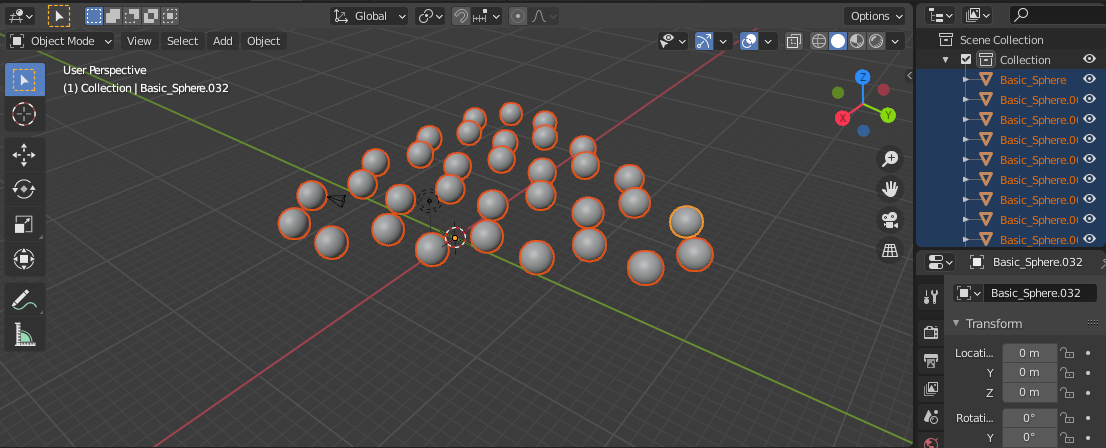 Global
Options
Object Mode
View
Select
Add
Object
User Perspective
(1) Collection | Basic_Sphere.032
Z
Y
X
Scene Collection
Collection
Basic_Sphere
Basic_Sphere.0
Basic_Sphere.0
Basic_Sphere.0
Basic_Sphere.0
Basic_Sphere.0
Basic_Sphere.0
Basic_Sphere.0
Basic_Sphere.0
Basic_Sphere.032
Basic_Sphere.032
Transform
Locati... 0 m
Y 0 m
Z 0 m
Rotati... 0°
Y 0°